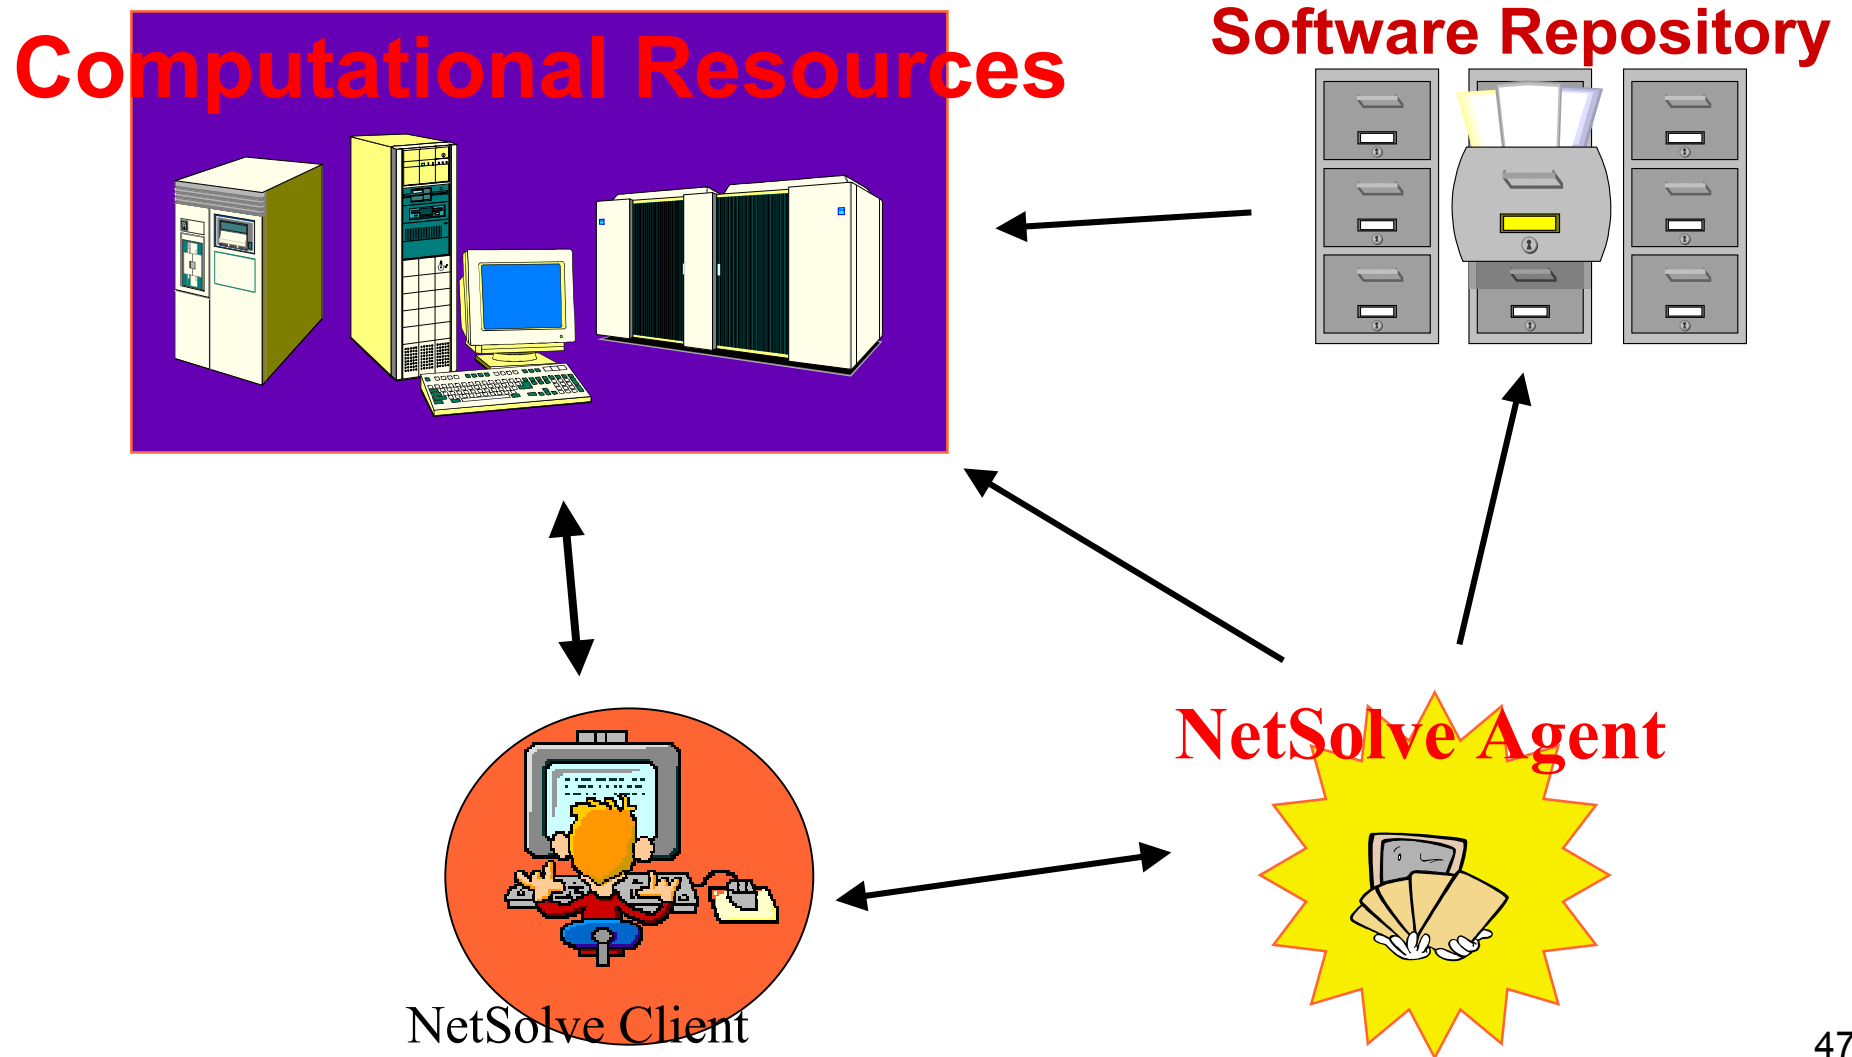 Computational Resources
Software Repository
NetSolve Agent
NetSolve Client
47